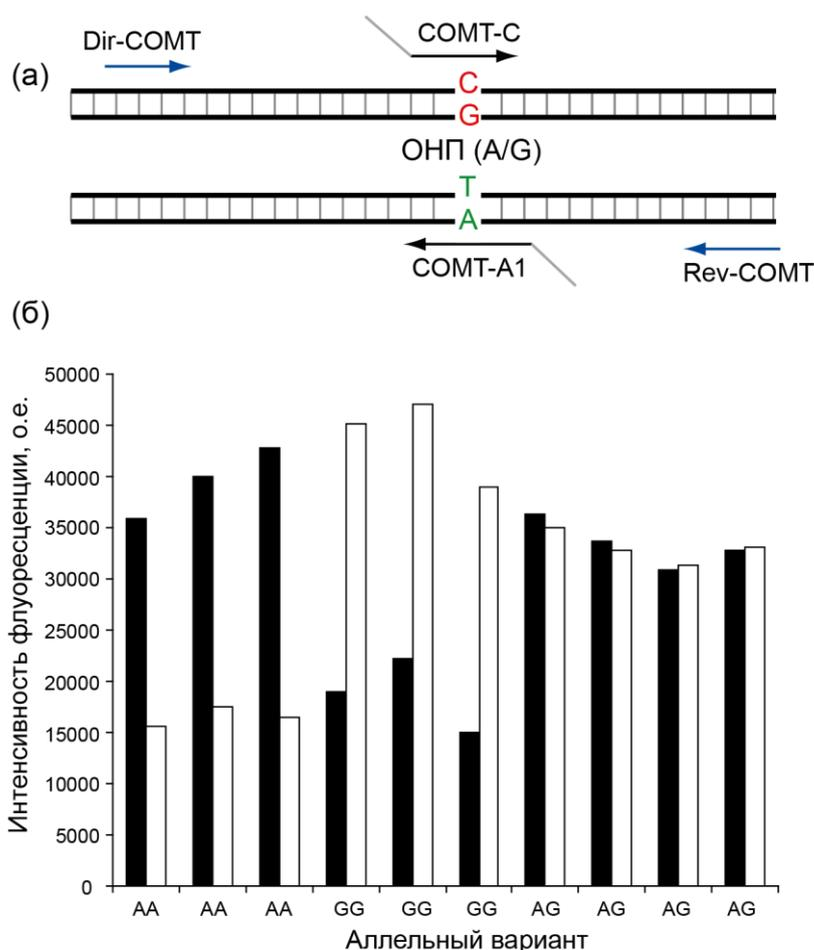 Dir-COMT
COMT-C
(а)
C
G
ОНП (A/G)
T
A
COMT-A1
Rev-COMT
(б)
Интенсивность флуоресценции, о.е.
50000
45000
40000
35000
30000
25000
20000
15000
10000
5000
0
AA AA AA GG GG GG AG AG AG AG
Аллельный вариант